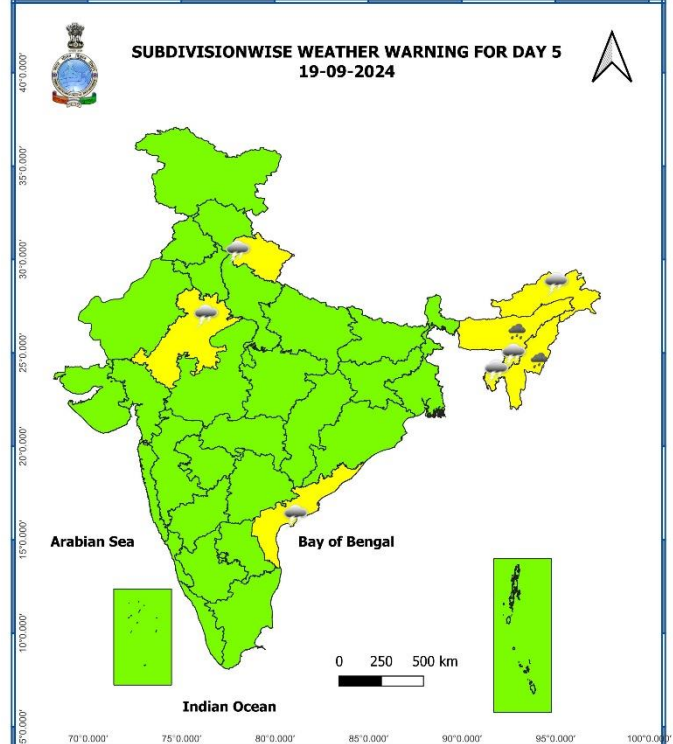 SUBDIVISIONWISE WEATHER WARNING FOR DAY 5
19-09-2024
40°0.000'
35°0.000'
30°0.000'
25°0.000'
20°0.000'
15°0.000'
10°0.000'
5°0.000'
Arabian Sea
Bay of Bengal
0 250 500 km
Indian Ocean
70°0.000' 75°0.000' 80°0.000' 85°0.000' 90°0.000' 95°0.000' 100°0.000'